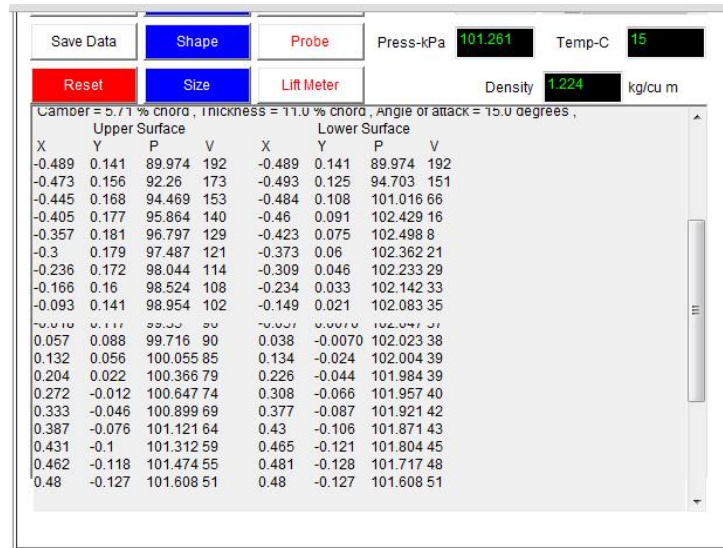 Save Data Shape Probe Press-kPa 101.261 Temp-C 15
Reset Size Lift Meter Density 1.224 kg/cu m
Camber = 5.71 % chord , Thickness = 11.0 % chord , Angle of attack = 15.0 degrees ,
Upper Surface Lower Surface
X Y P V X Y P V
-0.489 0.141 89.974 192 -0.489 0.141 89.974 192
-0.473 0.156 92.26 173 -0.493 0.125 94.703 151
-0.445 0.168 94.469 153 -0.484 0.108 101.016 66
-0.405 0.177 95.864 140 -0.46 0.091 102.429 16
-0.357 0.181 96.797 129 -0.423 0.075 102.498 8
-0.3 0.179 97.487 121 -0.373 0.06 102.362 21
-0.236 0.172 98.044 114 -0.309 0.046 102.233 29
-0.166 0.16 98.524 108 -0.234 0.033 102.142 33
-0.093 0.141 98.954 102 -0.149 0.021 102.083 35
0.057 0.088 99.716 90 0.038 -0.0070 102.023 38
0.132 0.056 100.055 85 0.134 -0.024 102.004 39
0.204 0.022 100.366 79 0.226 -0.044 101.984 39
0.272 -0.012 100.647 74 0.308 -0.066 101.957 40
0.333 -0.046 100.899 69 0.377 -0.087 101.921 42
0.387 -0.076 101.121 64 0.43 -0.106 101.871 43
0.431 -0.1 101.312 59 0.465 -0.121 101.804 45
0.462 -0.118 101.474 55 0.481 -0.128 101.717 48
0.48 -0.127 101.608 51 0.48 -0.127 101.608 51